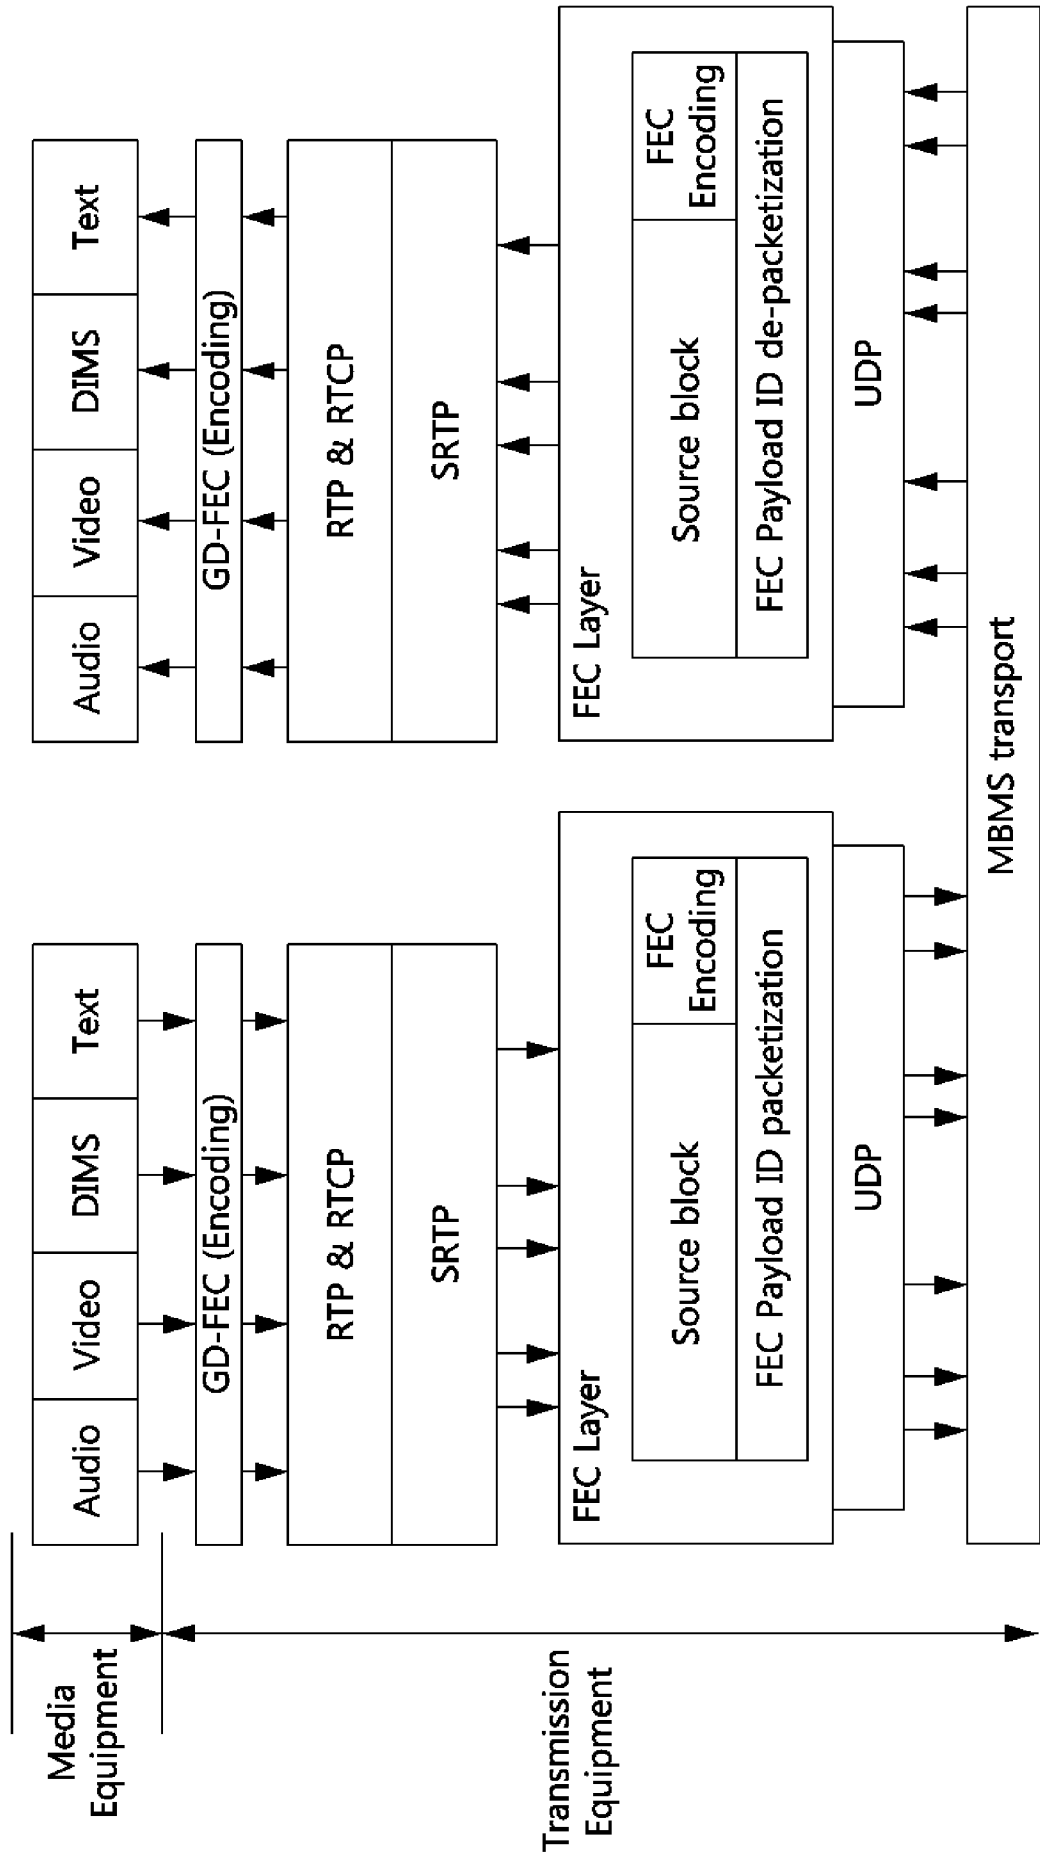 Media
Equipment
Transmission
Equipment
Audio
Video
DIMS
Text
GD-FEC (Encoding)
RTP & RTCP
SRTP
FEC Layer
Source block
FEC
Encoding
FEC Payload ID packetization
UDP
Audio
Video
DIMS
Text
GD-FEC (Encoding)
RTP & RTCP
SRTP
FEC Layer
Source block
FEC
Encoding
FEC Payload ID de-packetization
UDP
MBMS transport